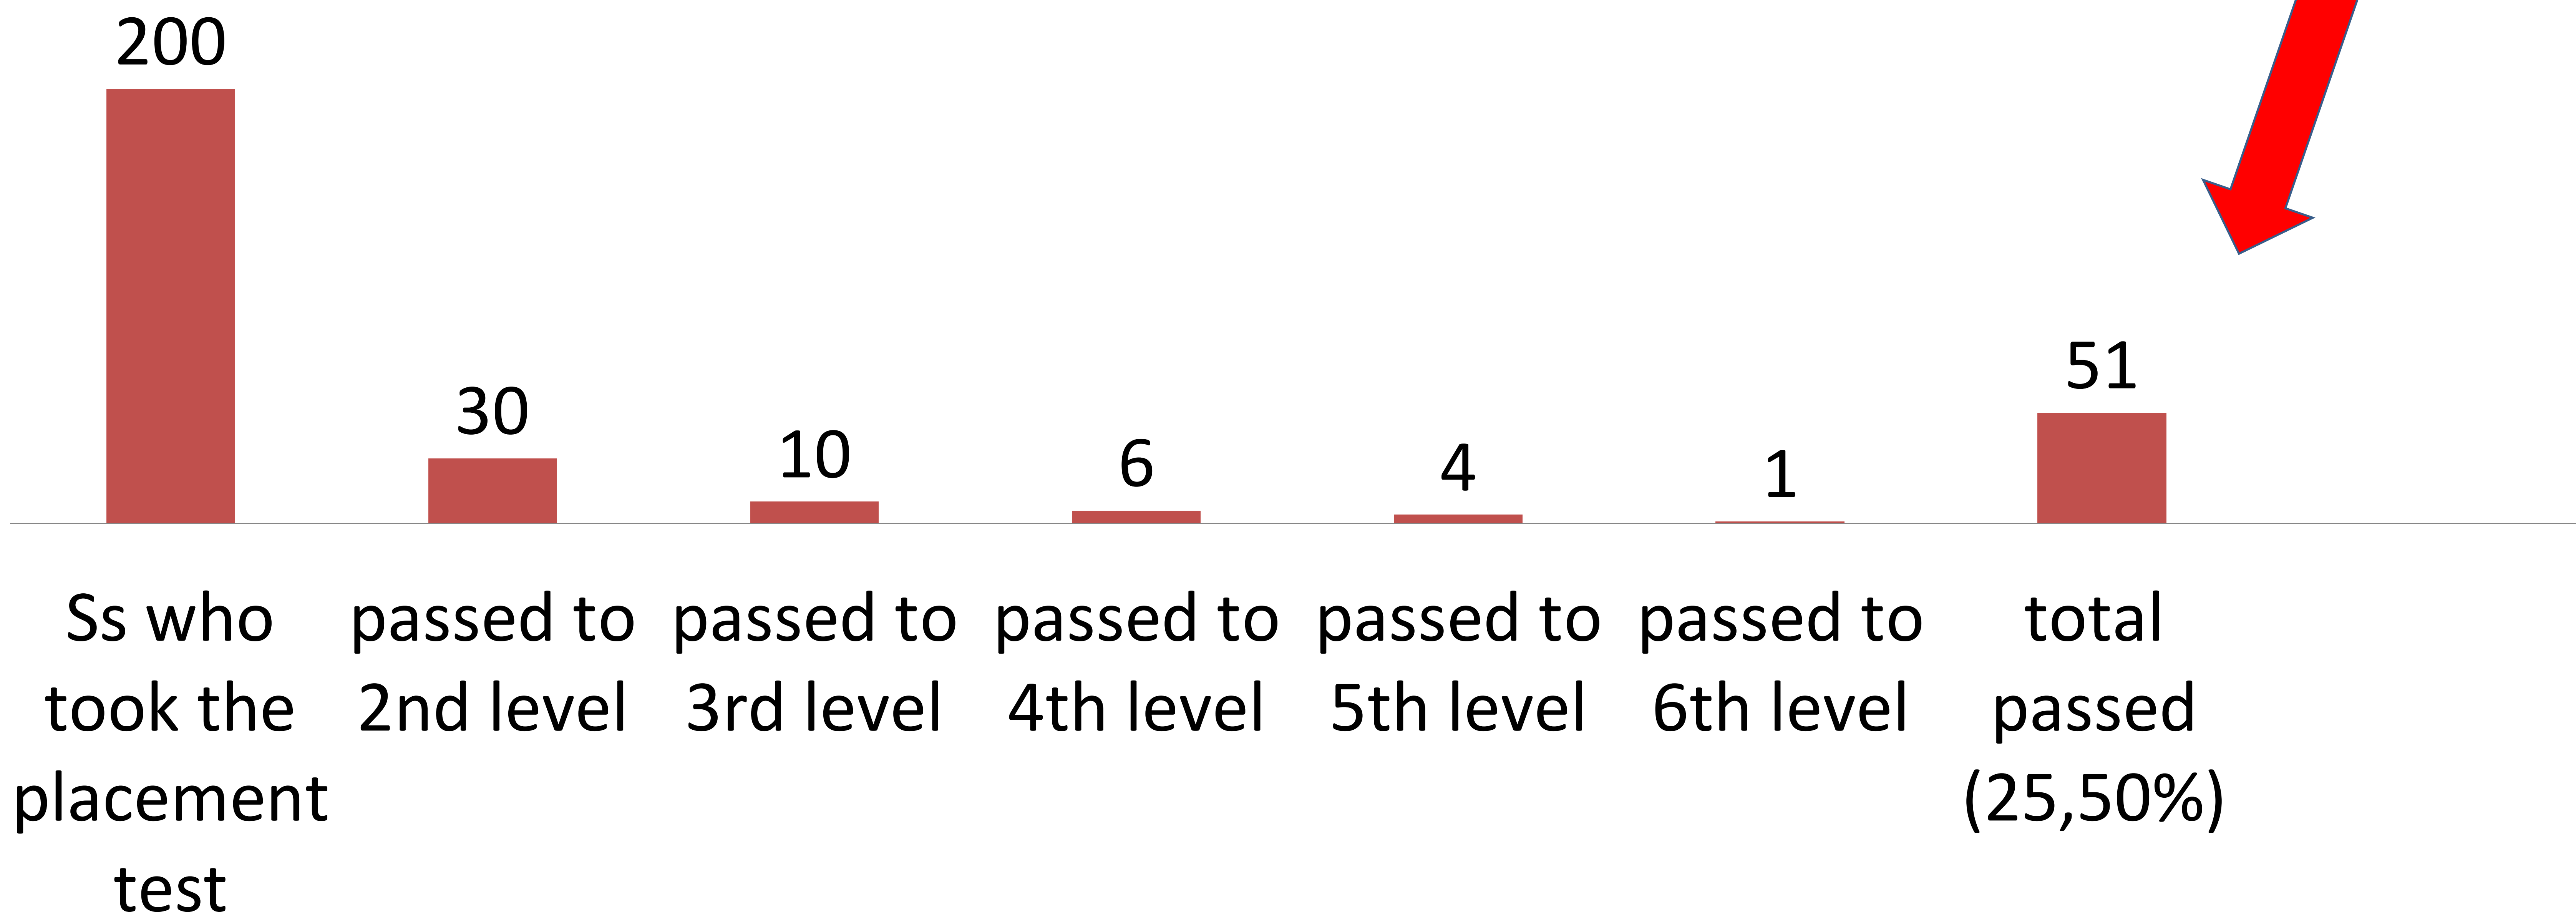 200
30
10
6
4
1
51
Ss who
took the
placement
test
passed to
2nd level
passed to
3rd level
passed to
4th level
passed to
5th level
passed to
6th level
total
passed
(25,50%)